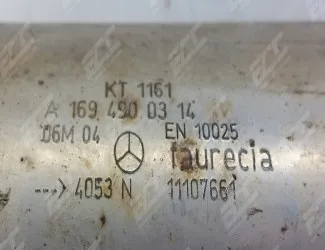 KT 1161
A 169 490 03 14
06M 04 EN 10025
faurecia
---> 4053 N 11107661